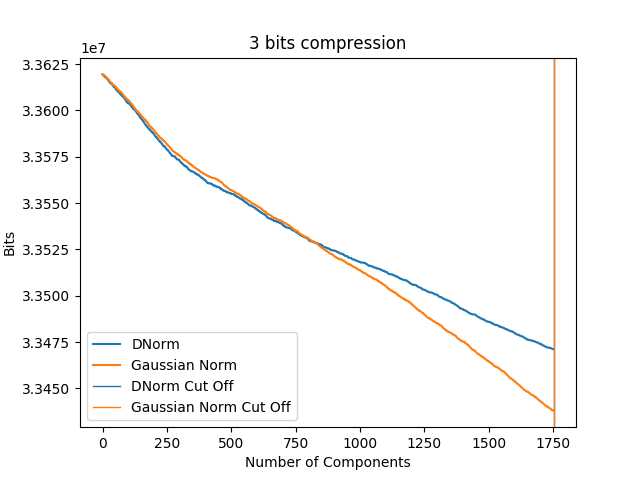 3 bits compression
1e7
3.3625
3.3600
3.3575
3.3550
3.3525
3.3500
3.3475
3.3450
Bits
DNorm
Gaussian Norm
DNorm Cut Off
Gaussian Norm Cut Off
0 250 500 750 1000 1250 1500 1750
Number of Components